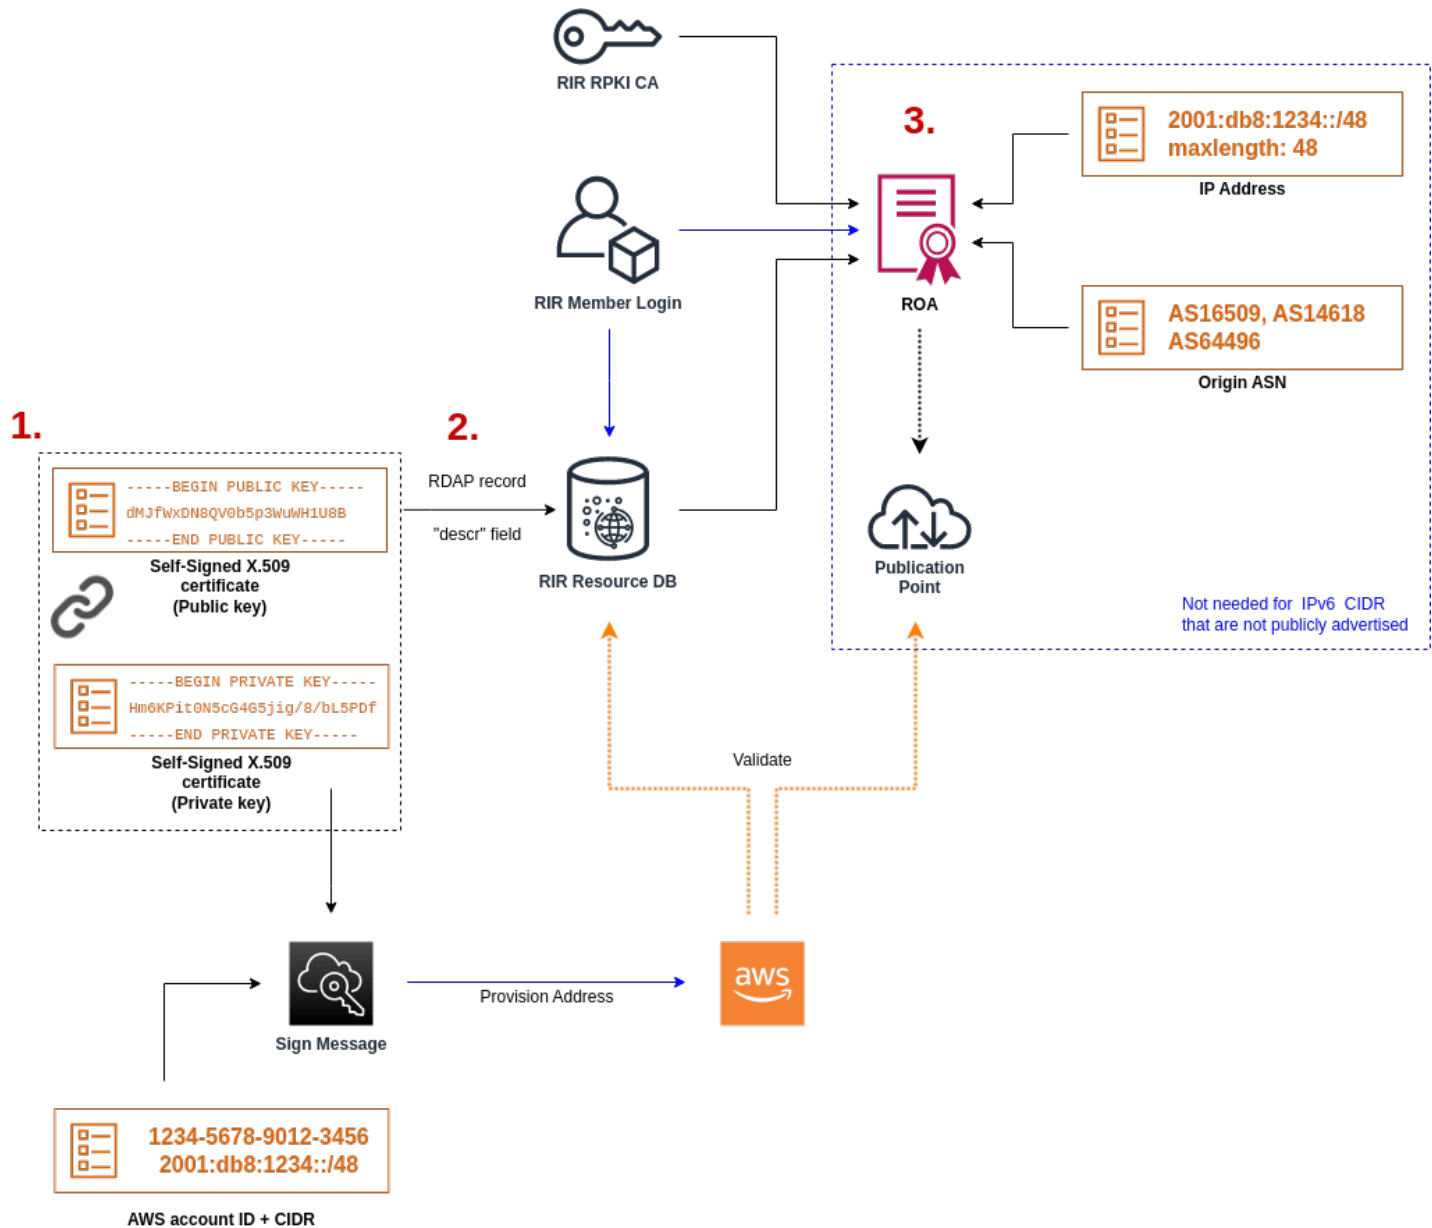 RIR RPKI CA
3.
2001:db8:1234::/48
maxlength: 48
IP Address
RIR Member Login
ROA
AS16509, AS14618
AS64496
Origin ASN
1.
2.
-----BEGIN PUBLIC KEY-----
dMJfWxDN8QV0b5p3WuWH1U8B
-----END PUBLIC KEY-----
Self-Signed X.509
certificate
(Public key)
RDAP record
"descr" field
RIR Resource DB
Publication
Point
Not needed for IPv6 CIDR
that are not publicly advertised
-----BEGIN PRIVATE KEY-----
Hm6KPit0N5cG4G5jig/8/bL5PDf
-----END PRIVATE KEY-----
Self-Signed X.509
certificate
(Private key)
Validate
aws
Provision Address
Sign Message
1234-5678-9012-3456
2001:db8:1234::/48
AWS account ID + CIDR